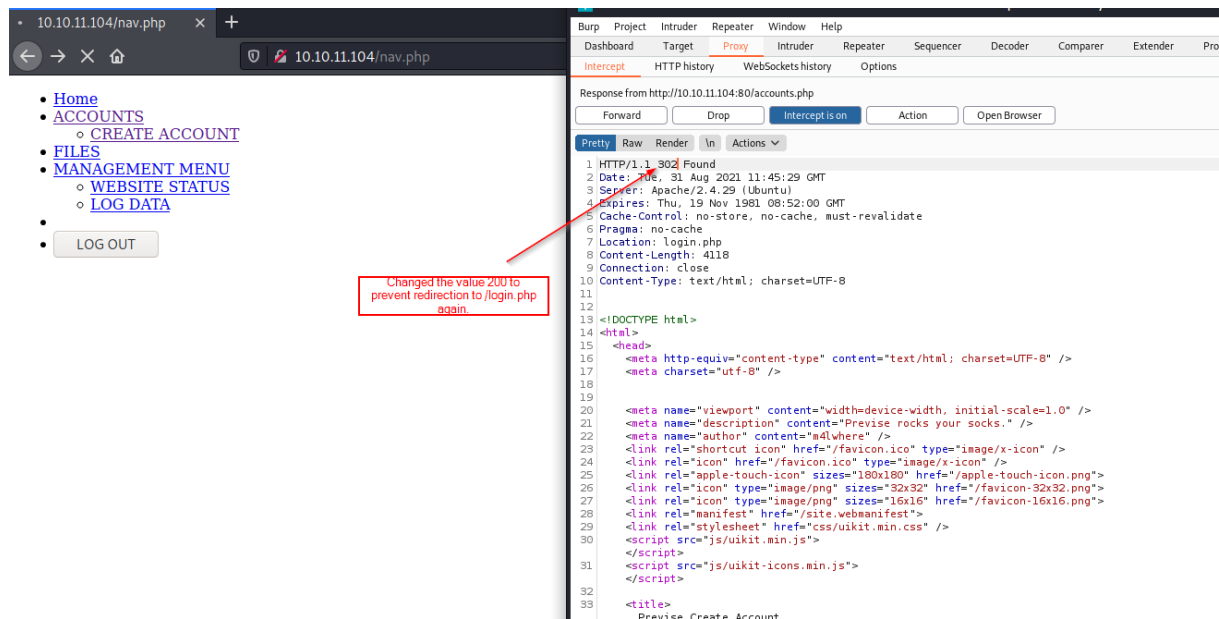 10.10.11.104/nav.php
10.10.11.104/nav.php
Home
ACCOUNTS
CREATE ACCOUNT
FILES
MANAGEMENT MENU
WEBSITE STATUS
LOG DATA
LOG OUT
Changed the value 200 to
prevent redirection to /login.php
again.
Burp Project Intruder Repeater Window Help
Dashboard Target Proxy Intruder Repeater Sequencer Decoder Comparer Extender Pro
Intercept HTTP history WebSockets history Options
Response from http://10.10.11.104:80/accounts.php
Forward Drop Intercept is on Action Open Browser
Pretty Raw Render \n Actions
1 HTTP/1.1 302 Found
2 Date: Tue, 31 Aug 2021 11:45:29 GMT
3 Server: Apache/2.4.29 (Ubuntu)
4 Expires: Thu, 19 Nov 1981 08:52:00 GMT
5 Cache-Control: no-store, no-cache, must-revalidate
6 Pragma: no-cache
7 Location: login.php
8 Content-Length: 4118
9 Connection: close
10 Content-Type: text/html; charset=UTF-8
11
12
13 <!DOCTYPE html>
14 <html>
15 <head>
16 <meta http-equiv="content-type" content="text/html; charset=UTF-8" />
17 <meta charset="utf-8" />
18
19
20 <meta name="viewport" content="width=device-width, initial-scale=1.0" />
21 <meta name="description" content="Previse rocks your socks." />
22 <meta name="author" content="m4lwhere" />
23 <link rel="shortcut icon" href="/favicon.ico" type="image/x-icon" />
24 <link rel="icon" href="/favicon.ico" type="image/x-icon" />
25 <link rel="apple-touch-icon" sizes="180x180" href="/apple-touch-icon.png">
26 <link rel="icon" type="image/png" sizes="32x32" href="/favicon-32x32.png">
27 <link rel="icon" type="image/png" sizes="16x16" href="/favicon-16x16.png">
28 <link rel="manifest" href="/site.webmanifest">
29 <link rel="stylesheet" href="css/uikit.min.css" />
30 <script src="js/uikit.min.js">
</script>
31 <script src="js/uikit-icons.min.js">
</script>
32
33 <title>
Previse Create Account